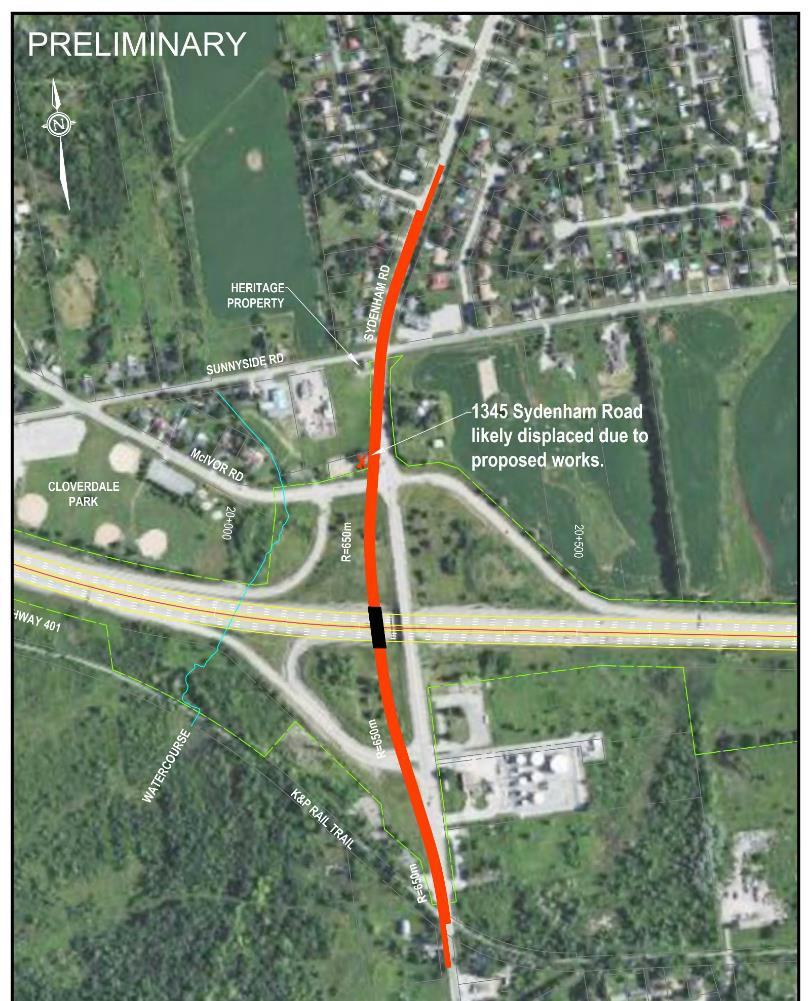 PRELIMINARY
N
HERITAGE
PROPERTY
SYDENHAM RD
SUNNYSIDE RD
1345 Sydenham Road
likely displaced due to
proposed works.
McIVOR RD
CLOVERDALE
PARK
20+000
R=650m
20+500
HWAY 401
R=650m
WATERCOURSE
K&P RAIL TRAIL
R=650m